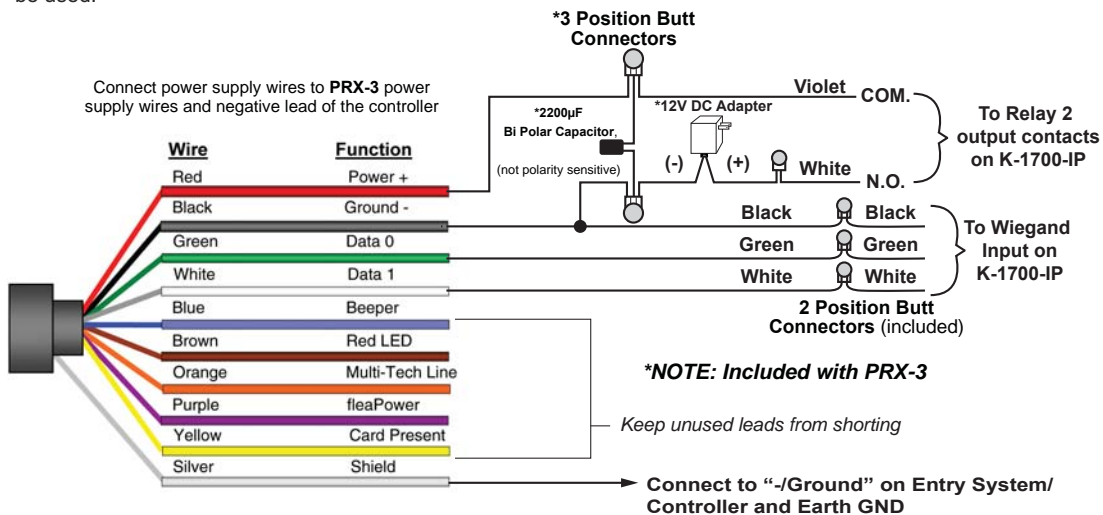 be used.
*3 Position Butt
Connectors
Connect power supply wires to PRX-3 power
supply wires and negative lead of the controller
*2200µF
Bi Polar Capacitor,
(not polarity sensitive)
*12V DC Adapter
(-) (+)
Violet COM.
White N.O.
To Relay 2
output contacts
on K-1700-IP
Wire Function
Red Power +
Black Ground -
Green Data 0
White Data 1
Blue Beeper
Brown Red LED
Orange Multi-Tech Line
Purple fleaPower
Yellow Card Present
Silver Shield
Black Black
Green Green
White White
To Wiegand
Input on
K-1700-IP
2 Position Butt
Connectors (included)
*NOTE: Included with PRX-3
Keep unused leads from shorting
Connect to “-/Ground” on Entry System/
Controller and Earth GND